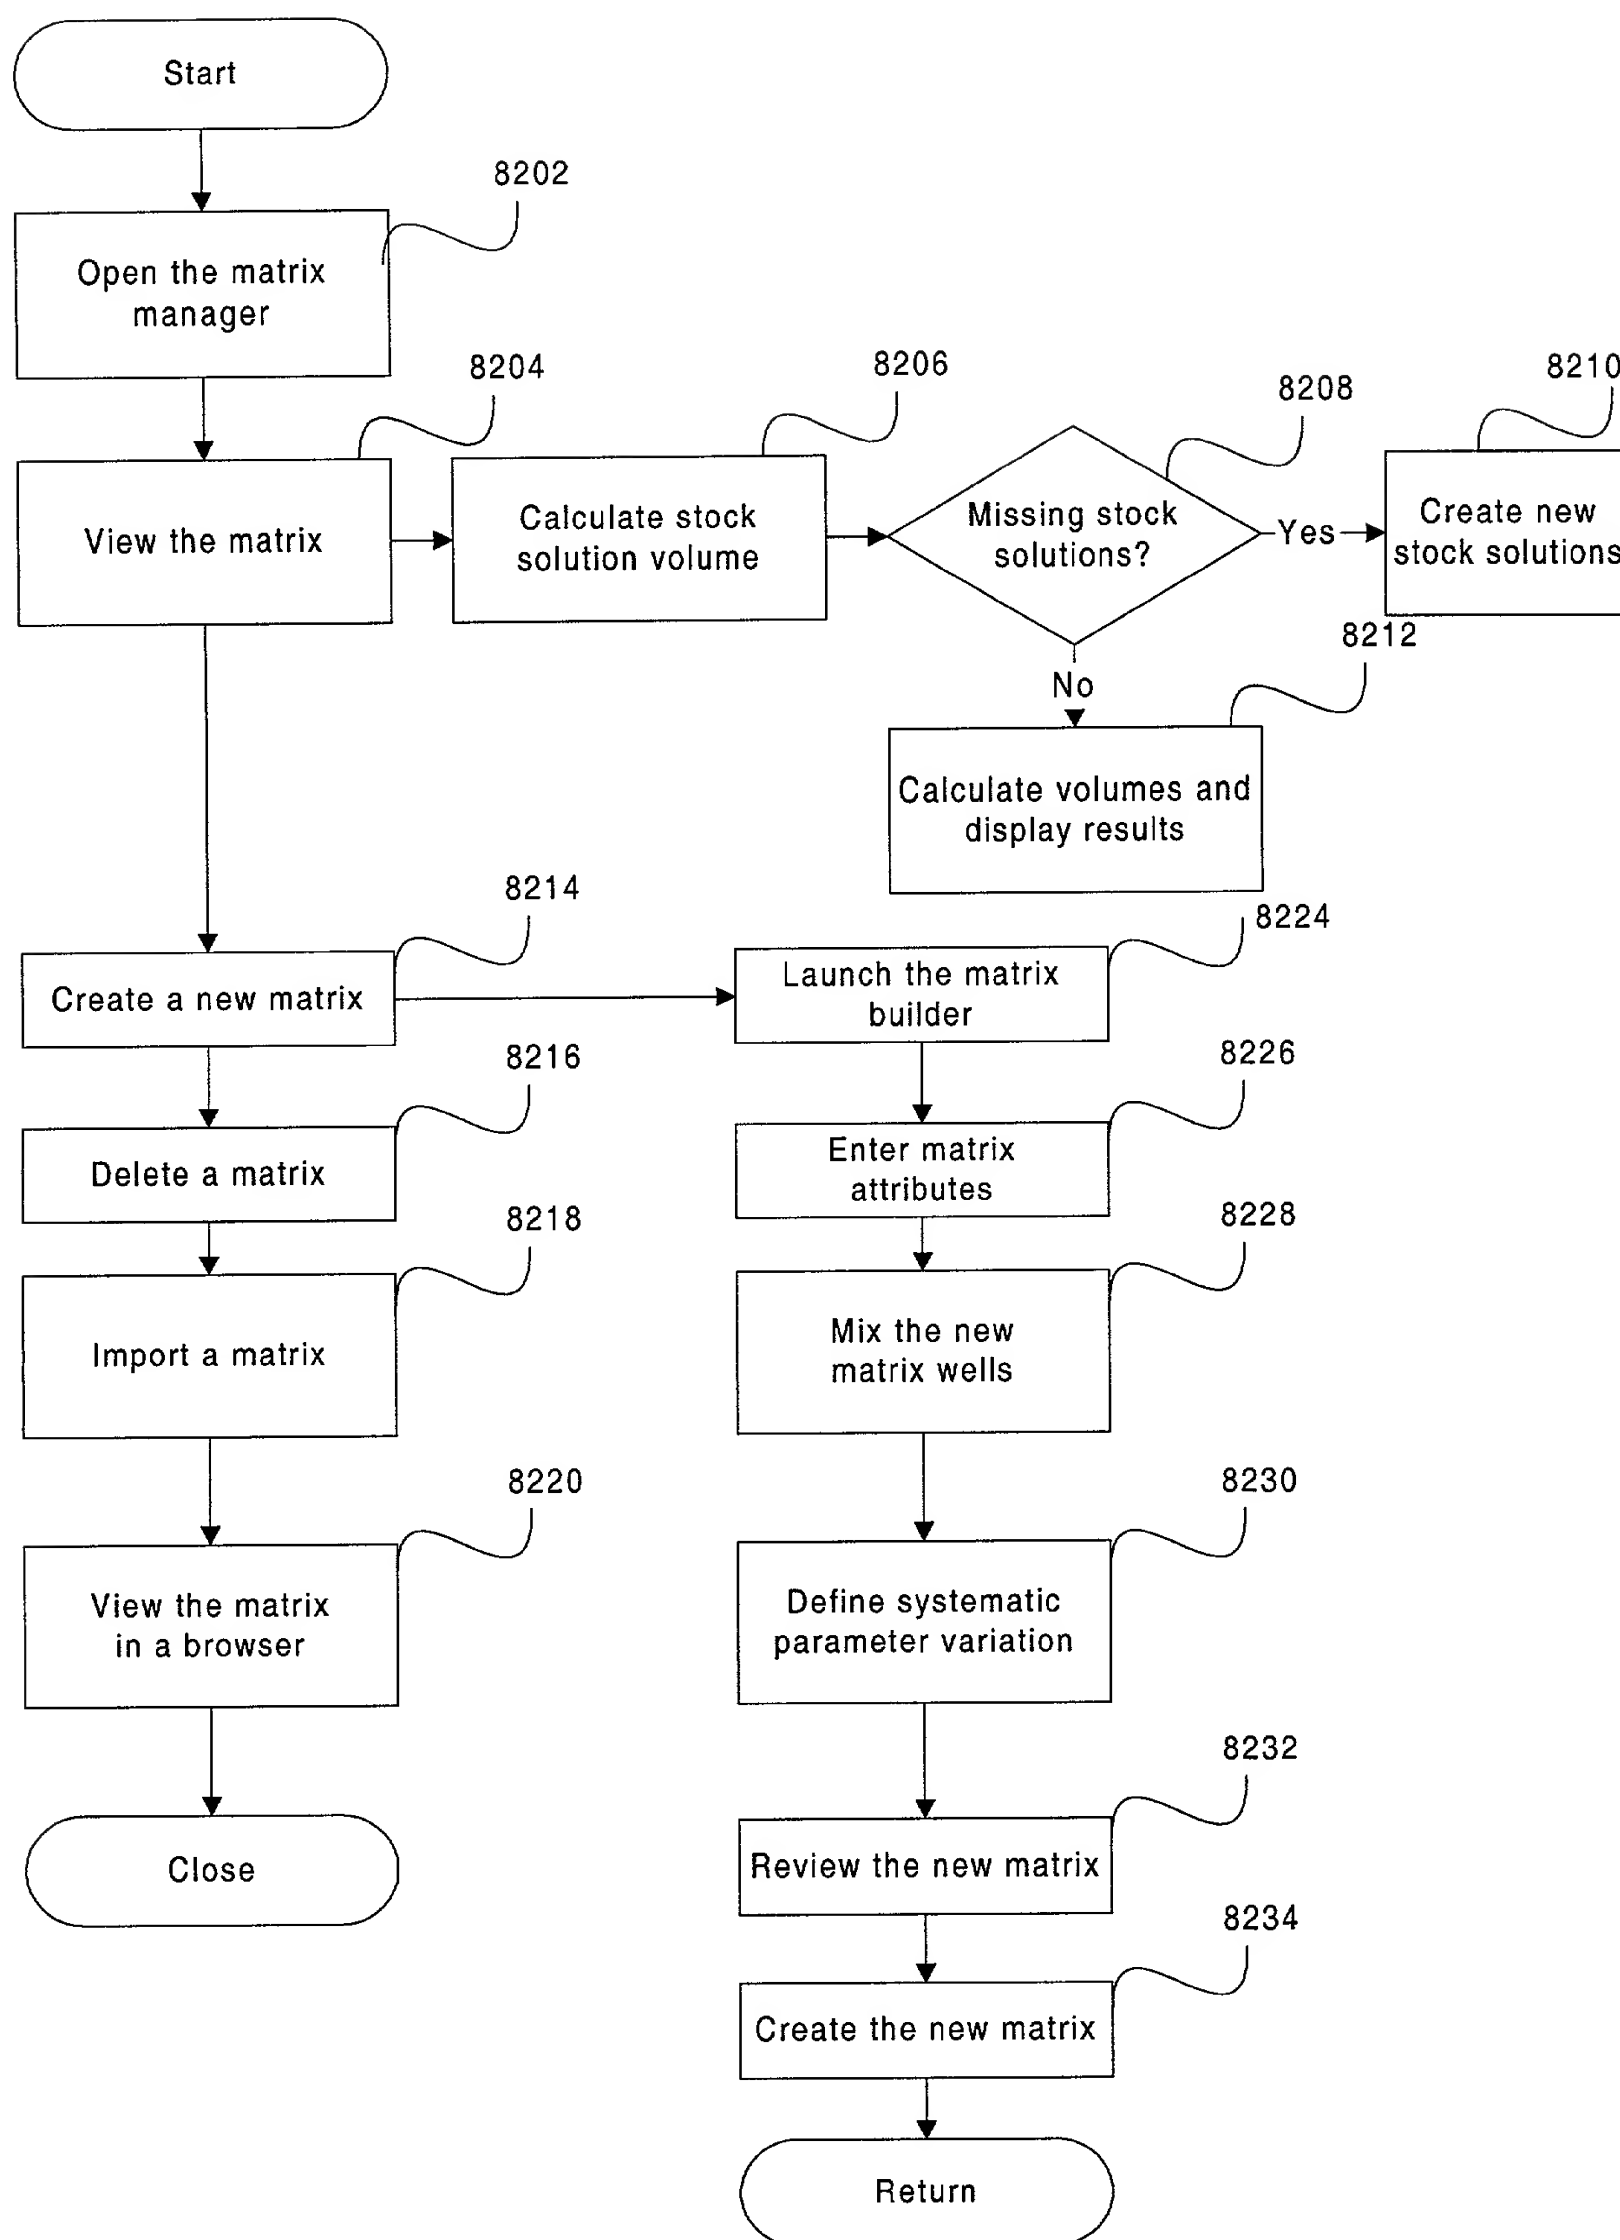 Start
8202
Open the matrix
manager
8204
View the matrix
8206
Calculate stock
solution volume
8208
Missing stock
solutions?
Yes
8210
Create new
stock solutions
No
8212
Calculate volumes and
display results
8214
Create a new matrix
8224
Launch the matrix
builder
8216
Delete a matrix
8226
Enter matrix
attributes
8218
Import a matrix
8228
Mix the new
matrix wells
8220
View the matrix
in a browser
8230
Define systematic
parameter variation
Close
8232
Review the new matrix
8234
Create the new matrix
Return